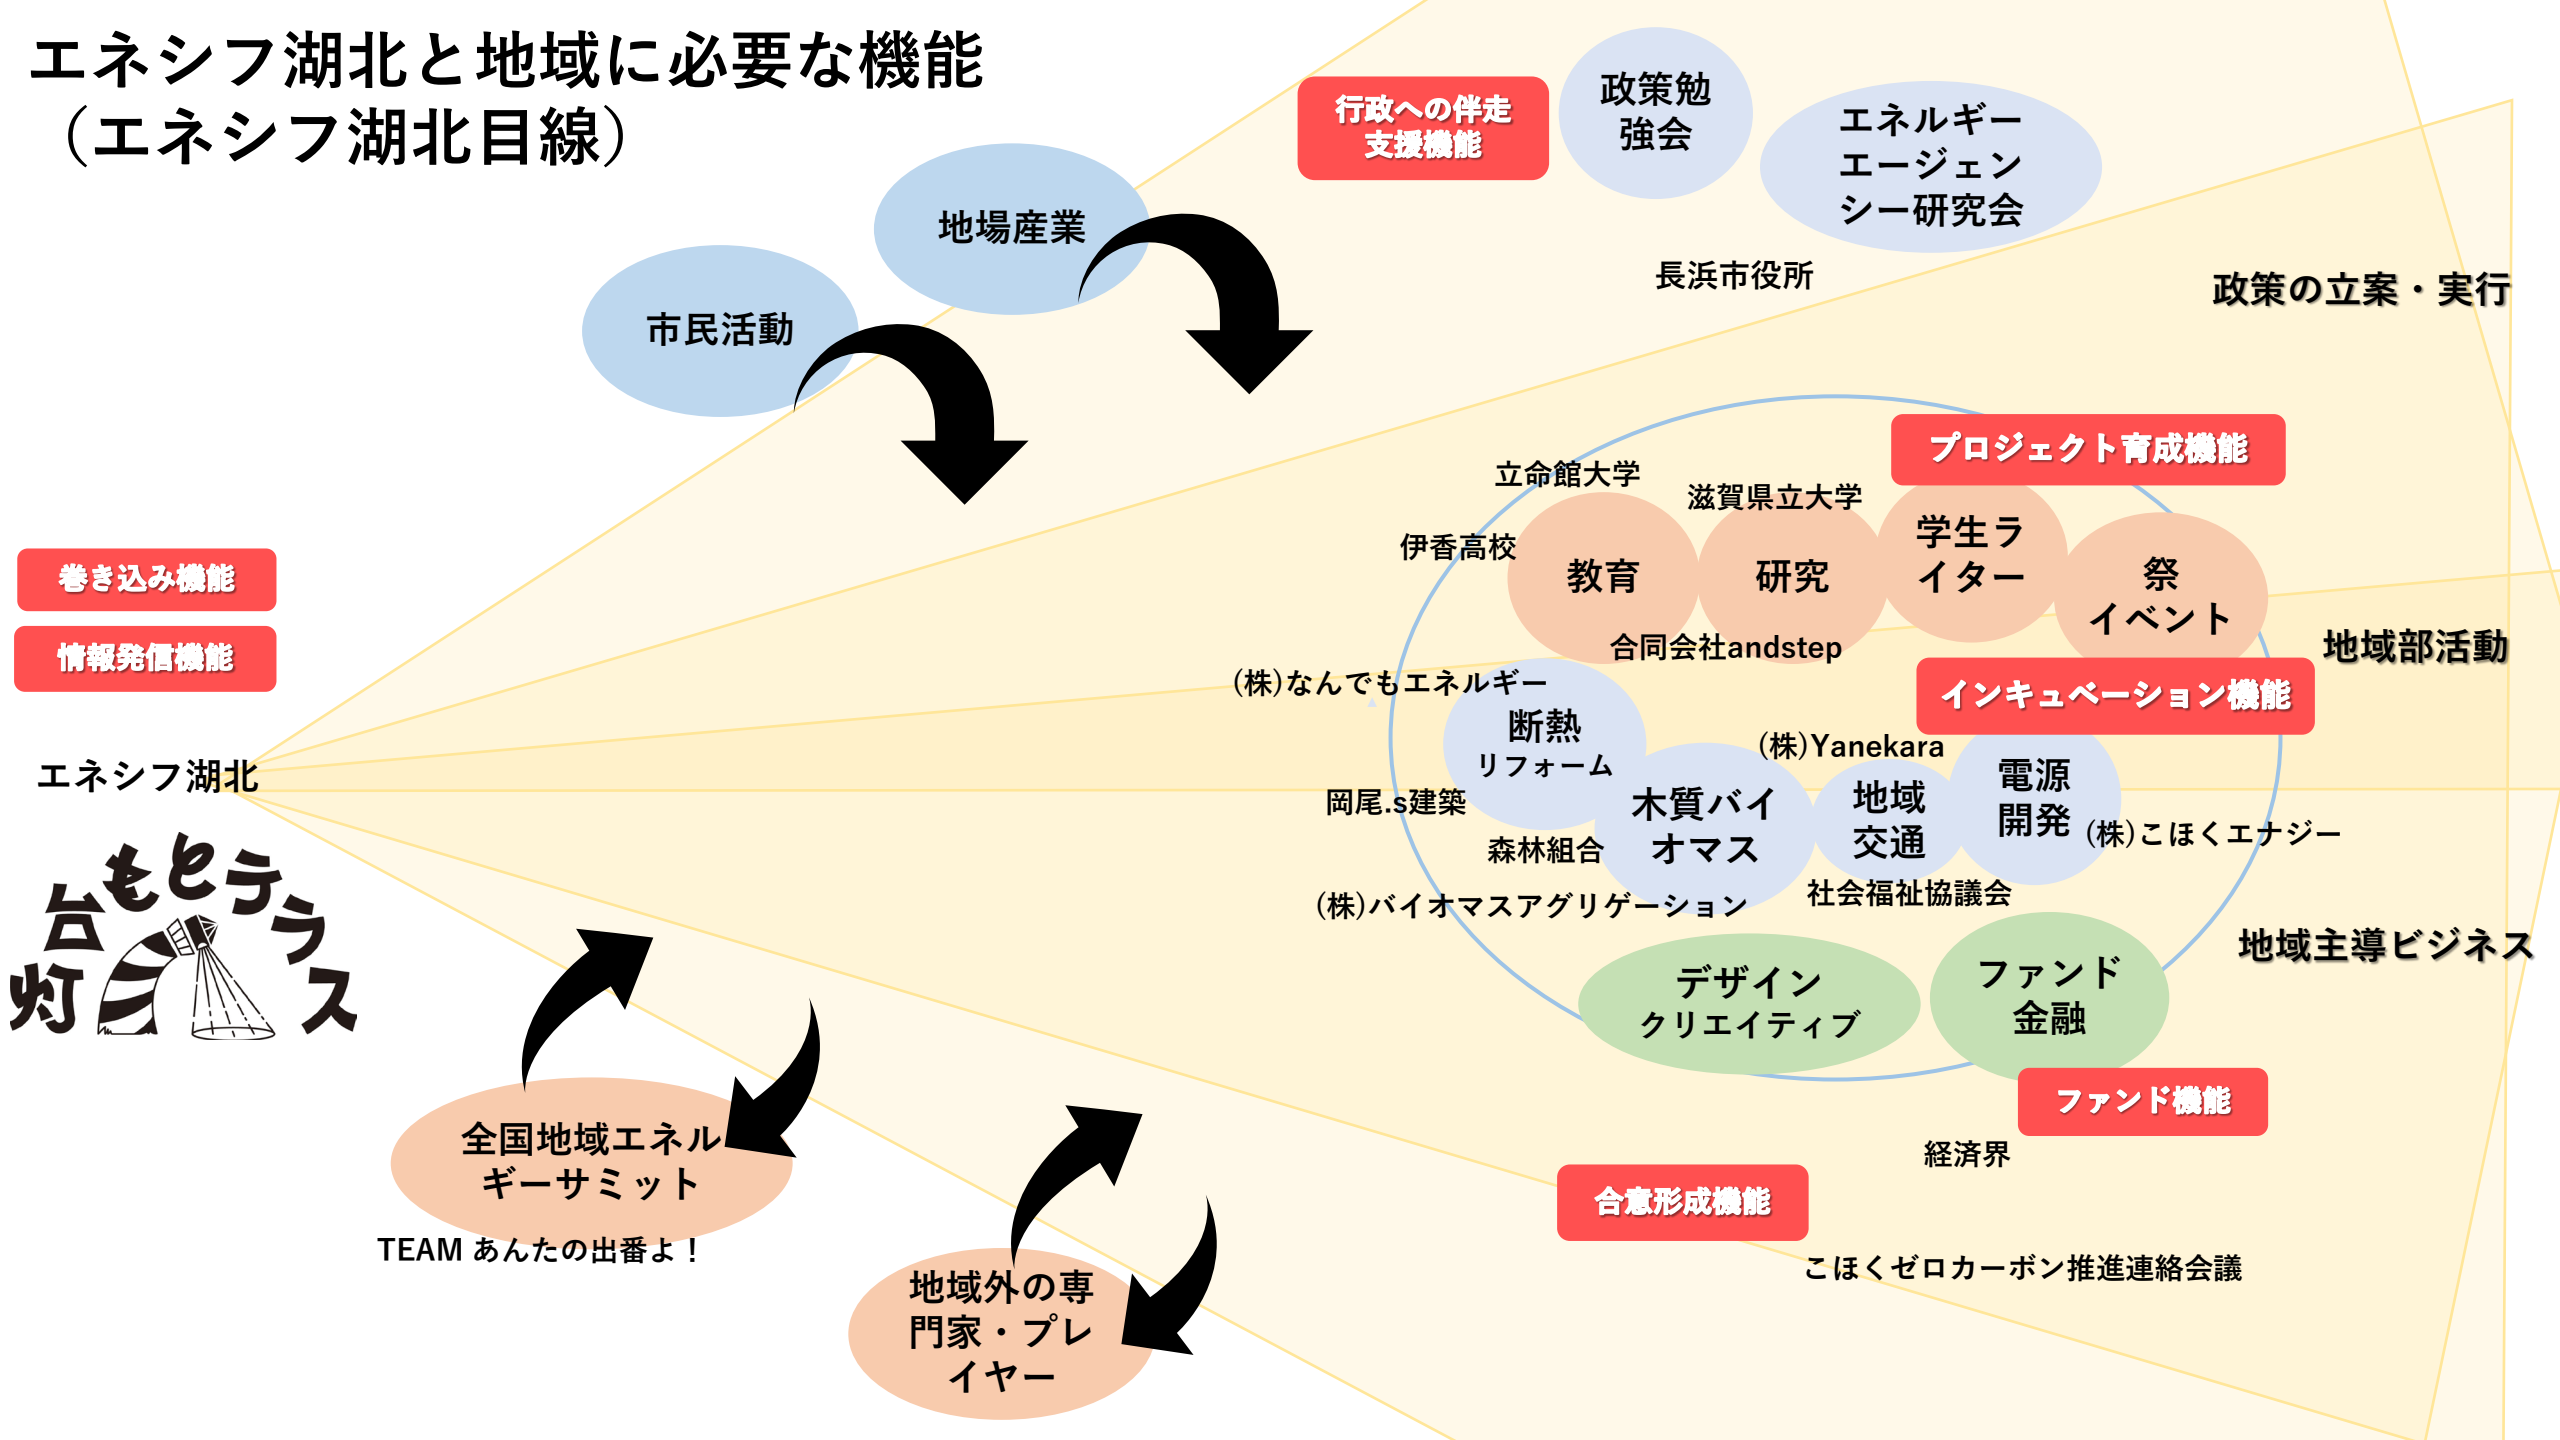 エネシフ湖北と地域に必要な機能
（エネシフ湖北目線）
行政への伴走
支援機能
政策勉
強会
エネルギー
エージェン
シー研究会
長浜市役所
政策の立案・実行
地場産業
市民活動
巻き込み機能
情報発信機能
エネシフ湖北
灯台もとテラス
プロジェクト育成機能
立命館大学
滋賀県立大学
伊香高校
教育
研究
学生ラ
イター
祭
イベント
合同会社andstep
地域部活動
(株)なんでもエネルギー
インキュベーション機能
断熱
リフォーム
(株)Yanekara
岡尾.s建築
木質バイ
オマス
地域
交通
電源
開発
(株)こほくエナジー
森林組合
(株)バイオマスアグリゲーション
社会福祉協議会
地域主導ビジネス
デザイン
クリエイティブ
ファンド
金融
ファンド機能
経済界
合意形成機能
こほくゼロカーボン推進連絡会議
全国地域エネル
ギーサミット
TEAM あんたの出番よ！
地域外の専
門家・プレ
イヤー